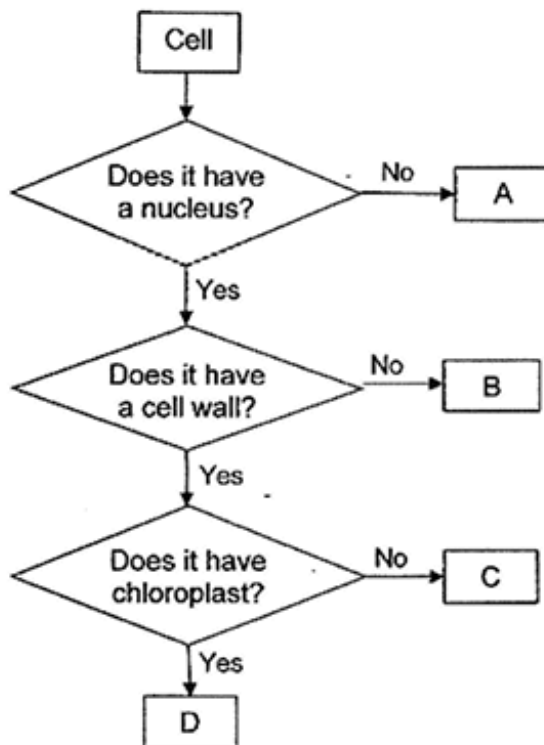 Cell
Does it have
a nucleus?
No
A
Yes
Does it have
a cell wall?
No
B
Yes
Does it have
chloroplast?
No
C
Yes
D